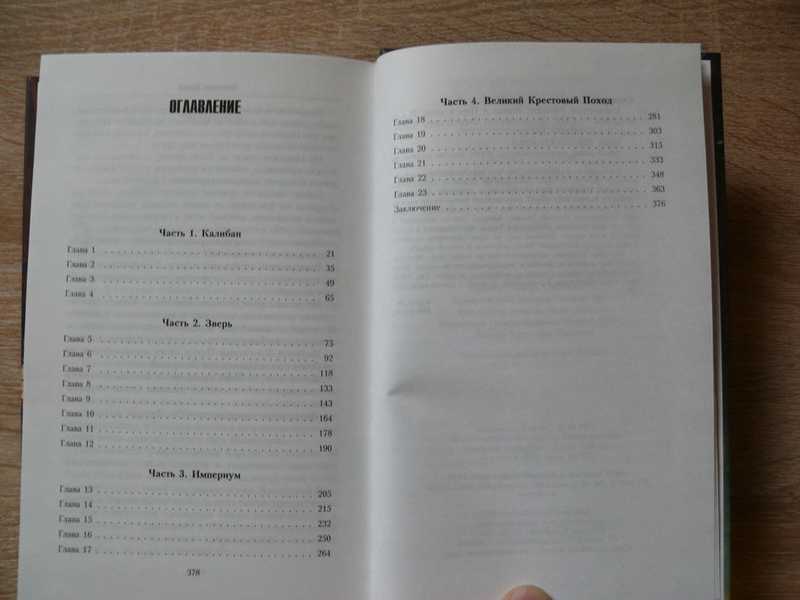 ОГЛАВЛЕНИЕ
Часть 1. Калибан
Глава 1 . . . . . . . . . . . . . . . . . . . . . . . . . . . . . . 21
Глава 2 . . . . . . . . . . . . . . . . . . . . . . . . . . . . . . 35
Глава 3 . . . . . . . . . . . . . . . . . . . . . . . . . . . . . . 49
Глава 4 . . . . . . . . . . . . . . . . . . . . . . . . . . . . . . 65
Часть 2. Зверь
Глава 5 . . . . . . . . . . . . . . . . . . . . . . . . . . . . . . 73
Глава 6 . . . . . . . . . . . . . . . . . . . . . . . . . . . . . . 92
Глава 7 . . . . . . . . . . . . . . . . . . . . . . . . . . . . . . 118
Глава 8 . . . . . . . . . . . . . . . . . . . . . . . . . . . . . . 133
Глава 9 . . . . . . . . . . . . . . . . . . . . . . . . . . . . . . 143
Глава 10 . . . . . . . . . . . . . . . . . . . . . . . . . . . . . . 164
Глава 11 . . . . . . . . . . . . . . . . . . . . . . . . . . . . . . 178
Глава 12 . . . . . . . . . . . . . . . . . . . . . . . . . . . . . . 190
Часть 3. Империум
Глава 13 . . . . . . . . . . . . . . . . . . . . . . . . . . . . . . 205
Глава 14 . . . . . . . . . . . . . . . . . . . . . . . . . . . . . . 215
Глава 15 . . . . . . . . . . . . . . . . . . . . . . . . . . . . . . 232
Глава 16 . . . . . . . . . . . . . . . . . . . . . . . . . . . . . . 250
Глава 17 . . . . . . . . . . . . . . . . . . . . . . . . . . . . . . 264
378
Часть 4. Великий Крестовый Поход
Глава 18 . . . . . . . . . . . . . . . . . . . . . . . . . . . . . . 281
Глава 19 . . . . . . . . . . . . . . . . . . . . . . . . . . . . . . 303
Глава 20 . . . . . . . . . . . . . . . . . . . . . . . . . . . . . . 315
Глава 21 . . . . . . . . . . . . . . . . . . . . . . . . . . . . . . 333
Глава 22 . . . . . . . . . . . . . . . . . . . . . . . . . . . . . . 348
Глава 23 . . . . . . . . . . . . . . . . . . . . . . . . . . . . . . 363
Заключение . . . . . . . . . . . . . . . . . . . . . . . . . . . . 376